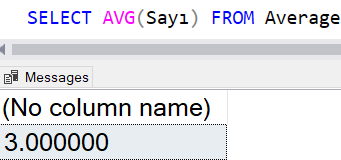 SELECT AVG(Sayı) FROM Average
Messages
(No column name)
3.000000